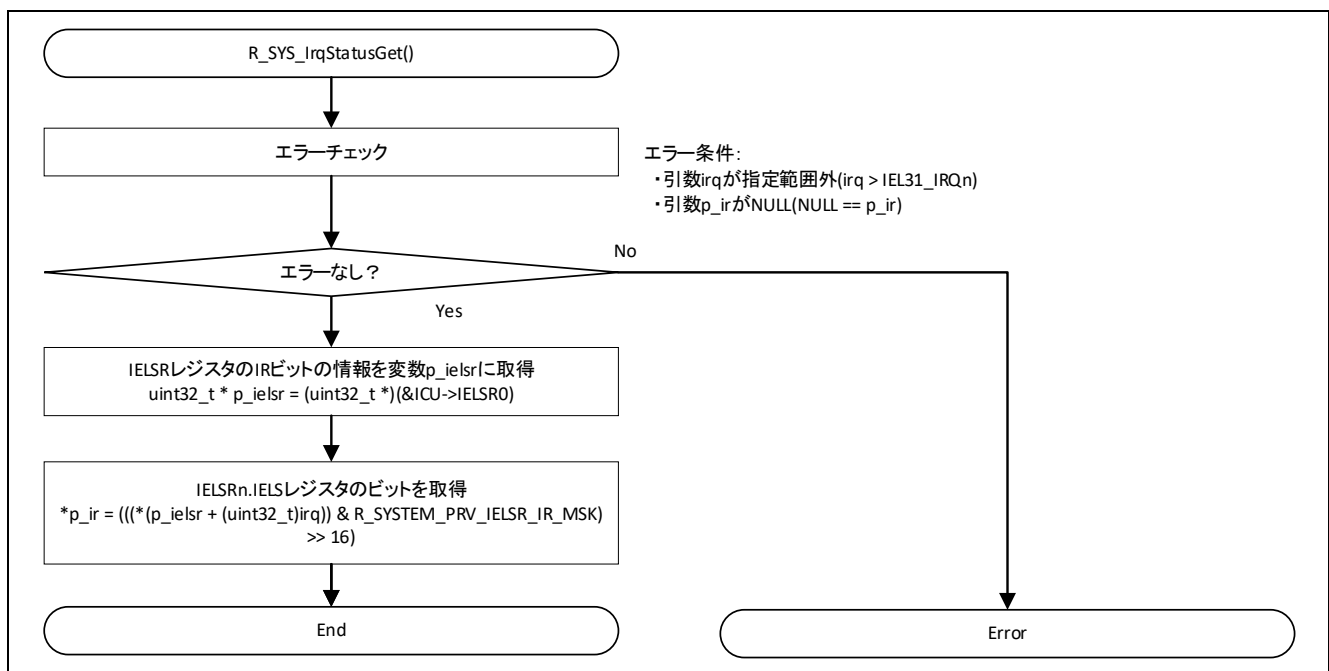 R_SYS_IrqStatusGet()
エラーチェック
エラー条件:
・引数irqが指定範囲外(irq > IEL31_IRQn)
・引数p_irがNULL(NULL == p_ir)
エラーなし？
No
Yes
IELSRレジスタのIRビットの情報を変数p_ielsrに取得
uint32_t * p_ielsr = (uint32_t *)(&ICU->IELSR0)
IELSRn.IELSレジスタのビットを取得
*p_ir = (((*(p_ielsr + (uint32_t)irq)) & R_SYSTEM_PRV_IELSR_IR_MSK)
>> 16)
End
Error